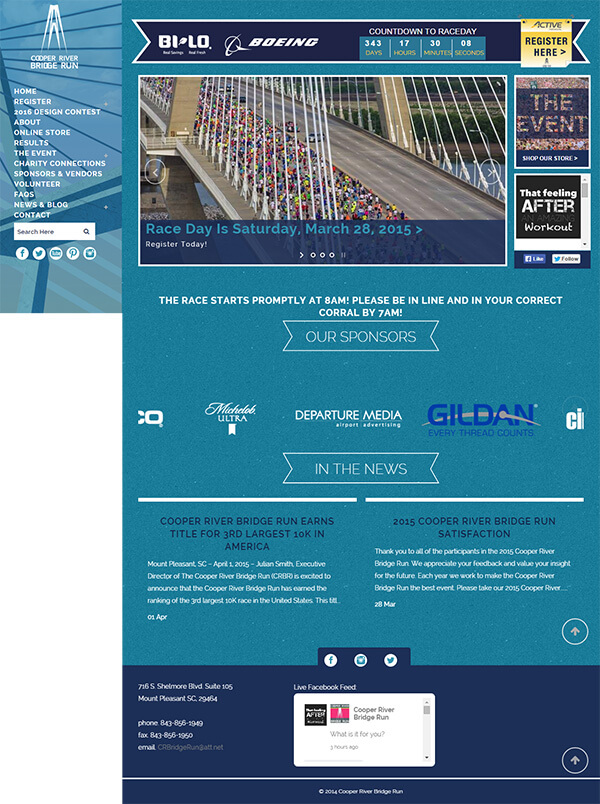 COOPER RIVER
BRIDGE RUN
HOME
REGISTER
2016 DESIGN CONTEST
ABOUT
ONLINE STORE
RESULTS
THE EVENT
CHARITY CONNECTIONS
SPONSORS & VENDORS
VOLUNTEER
FAQS
NEWS & BLOG
CONTACT
Search Here
BI-LO.
Real Savings Real Fresh
BOEING
COUNTDOWN TO RACEDAY
343 17 30 08
DAYS HOURS MINUTES SECONDS
ACTIVE
REGISTER
HERE >
Race Day Is Saturday, March 28, 2015 >
Register Today!
THE
EVENT
SHOP OUR STORE >
That feeling
AFTER
AN AMAZING
Workout
Like
Follow
THE RACE STARTS PROMPTLY AT 8AM! PLEASE BE IN LINE AND IN YOUR CORRECT
CORRAL BY 7AM!
OUR SPONSORS
CO
Michelob
ULTRA
DEPARTURE MEDIA
airport advertising
GILDAN
EVERY THREAD COUNTS
ci
IN THE NEWS
COOPER RIVER BRIDGE RUN EARNS
TITLE FOR 3RD LARGEST 10K IN
AMERICA
Mount Pleasant, SC – April 1, 2015 – Julian Smith, Executive
Director of The Cooper River Bridge Run (CRBR) is excited to
announce that the Cooper River Bridge Run has earned the
ranking of the 3rd largest 10K race in the United States. This titl...
01 Apr
2015 COOPER RIVER BRIDGE RUN
SATISFACTION
Thank you to all of the participants in the 2015 Cooper River
Bridge Run. We appreciate your feedback and value your insight
for the future. Each year we work to make the Cooper River
Bridge Run the best event. Please take our 2015 Cooper River.....
28 Mar
716 S. Shelmore Blvd. Suite 105
Mount Pleasant SC, 29464
phone. 843-856-1949
fax. 843-856-1950
email. CRBridgeRun@att.net
Live Facebook Feed:
That feeling
AFTER
Workout
Cooper River
Bridge Run
What is it for you?
3 hours ago
© 2014 Cooper River Bridge Run